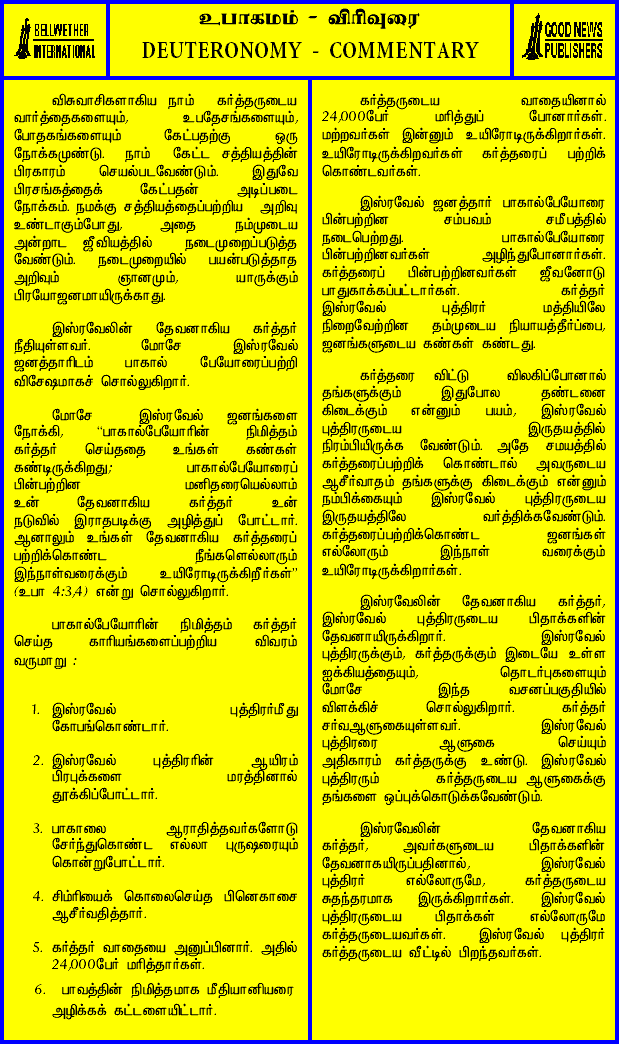 உபாகமம் - விரிவுரை
BELLWETHER
INTERNATIONAL
DEUTERONOMY - COMMENTARY
GOOD NEWS
PUBLISHERS
விசுவாசிகளாகிய நாம் கர்த்தருடைய
வார்த்தைகளையும், உபதேசங்களையும்,
போதகங்களையும் கேட்பதற்கு ஒரு
நோக்கமுண்டு. நாம் கேட்ட சத்தியத்தின்
பிரகாரம் செயல்படவேண்டும். இதுவே
பிரசங்கத்தைக் கேட்பதன் அடிப்படை
நோக்கம். நமக்கு சத்தியத்தைப்பற்றிய அறிவு
உண்டாகும்போது, அதை நம்முடைய
அன்றாட ஜீவியத்தில் நடைமுறைப்படுத்த
வேண்டும். நடைமுறையில் பயன்படுத்தாத
அறிவும் ஞானமும், யாருக்கும்
பிரயோஜனமாயிருக்காது.
இஸ்ரவேலின் தேவனாகிய கர்த்தர்
நீதியுள்ளவர். மோசே இஸ்ரவேல்
ஜனத்தாரிடம் பாகால் பேயோரைப்பற்றி
விசேஷமாகச் சொல்லுகிறார்.
மோசே இஸ்ரவேல் ஜனங்களை
நோக்கி, "பாகால்பேயோரின் நிமித்தம்
கர்த்தர் செய்ததை உங்கள் கண்கள்
கண்டிருக்கிறது; பாகால்பேயோரைப்
பின்பற்றின மனிதரையெல்லாம்
உன் தேவனாகிய கர்த்தர் உன்
நடுவில் இராதபடிக்கு அழித்துப் போட்டார்.
ஆனாலும் உங்கள் தேவனாகிய கர்த்தரைப்
பற்றிக்கொண்ட நீங்களெல்லாரும்
இந்நாள்வரைக்கும் உயிரோடிருக்கிறீர்கள்"
(உபா 4:3,4) என்று சொல்லுகிறார்.
பாகால்பேயோரின் நிமித்தம் கர்த்தர்
செய்த காரியங்களைப்பற்றிய விவரம்
வருமாறு :
1. இஸ்ரவேல் புத்திரர்மீது
கோபங்கொண்டார்.
2. இஸ்ரவேல் புத்திரரின் ஆயிரம்
பிரபுக்களை மரத்தினால்
தூக்கிப்போட்டார்.
3. பாகாலை ஆராதித்தவர்களோடு
சேர்ந்துகொண்ட எல்லா புருஷரையும்
கொன்றுபோட்டார்.
4. சிம்ரியைக் கொலைசெய்த பினெகாசை
ஆசீர்வதித்தார்.
5. கர்த்தர் வாதையை அனுப்பினார். அதில்
24,000பேர் மரித்தார்கள்.
6. பாவத்தின் நிமித்தமாக மீதியானியரை
அழிக்கக் கட்டளையிட்டார்.
கர்த்தருடைய வாதையினால்
24,000பேர் மரித்துப் போனார்கள்.
மற்றவர்கள் இன்னும் உயிரோடிருக்கிறார்கள்.
உயிரோடிருக்கிறவர்கள் கர்த்தரைப் பற்றிக்
கொண்டவர்கள்.
இஸ்ரவேல் ஜனத்தார் பாகால்பேயோரை
பின்பற்றின சம்பவம் சமீபத்தில்
நடைபெற்றது. பாகால்பேயோரை
பின்பற்றினவர்கள் அழிந்துபோனார்கள்.
கர்த்தரைப் பின்பற்றினவர்கள் ஜீவனோடு
பாதுகாக்கப்பட்டார்கள். கர்த்தர்
இஸ்ரவேல் புத்திரர் மத்தியிலே
நிறைவேற்றின தம்முடைய நியாயத்தீர்ப்பை,
ஜனங்களுடைய கண்கள் கண்டது.
கர்த்தரை விட்டு விலகிப்போனால்
தங்களுக்கும் இதுபோல தண்டனை
கிடைக்கும் என்னும் பயம், இஸ்ரவேல்
புத்திரருடைய இருதயத்தில்
நிரம்பியிருக்க வேண்டும். அதே சமயத்தில்
கர்த்தரைப்பற்றிக் கொண்டால் அவருடைய
ஆசீர்வாதம் தங்களுக்கு கிடைக்கும் என்னும்
நம்பிக்கையும் இஸ்ரவேல் புத்திரருடைய
இருதயத்திலே வர்த்திக்கவேண்டும்.
கர்த்தரைப்பற்றிக்கொண்ட ஜனங்கள்
எல்லோரும் இந்நாள் வரைக்கும்
உயிரோடிருக்கிறார்கள்.
இஸ்ரவேலின் தேவனாகிய கர்த்தர்,
இஸ்ரவேல் புத்திரருடைய பிதாக்களின்
தேவனாயிருக்கிறார். இஸ்ரவேல்
புத்திரருக்கும், கர்த்தருக்கும் இடையே உள்ள
ஐக்கியத்தையும், தொடர்புகளையும்
மோசே இந்த வசனப்பகுதியில்
விளக்கிச் சொல்லுகிறார். கர்த்தர்
சர்வஆளுகையுள்ளவர். இஸ்ரவேல்
புத்திரரை ஆளுகை செய்யும்
அதிகாரம் கர்த்தருக்கு உண்டு. இஸ்ரவேல்
புத்திரரும் கர்த்தருடைய ஆளுகைக்கு
தங்களை ஒப்புக்கொடுக்கவேண்டும்.
இஸ்ரவேலின் தேவனாகிய
கர்த்தர், அவர்களுடைய பிதாக்களின்
தேவனாகயிருப்பதினால், இஸ்ரவேல்
புத்திரர் எல்லோருமே, கர்த்தருடைய
சுதந்தரமாக இருக்கிறார்கள். இஸ்ரவேல்
புத்திரருடைய பிதாக்கள் எல்லோருமே
கர்த்தருடையவர்கள். இஸ்ரவேல் புத்திரர்
கர்த்தருடைய வீட்டில் பிறந்தவர்கள்.